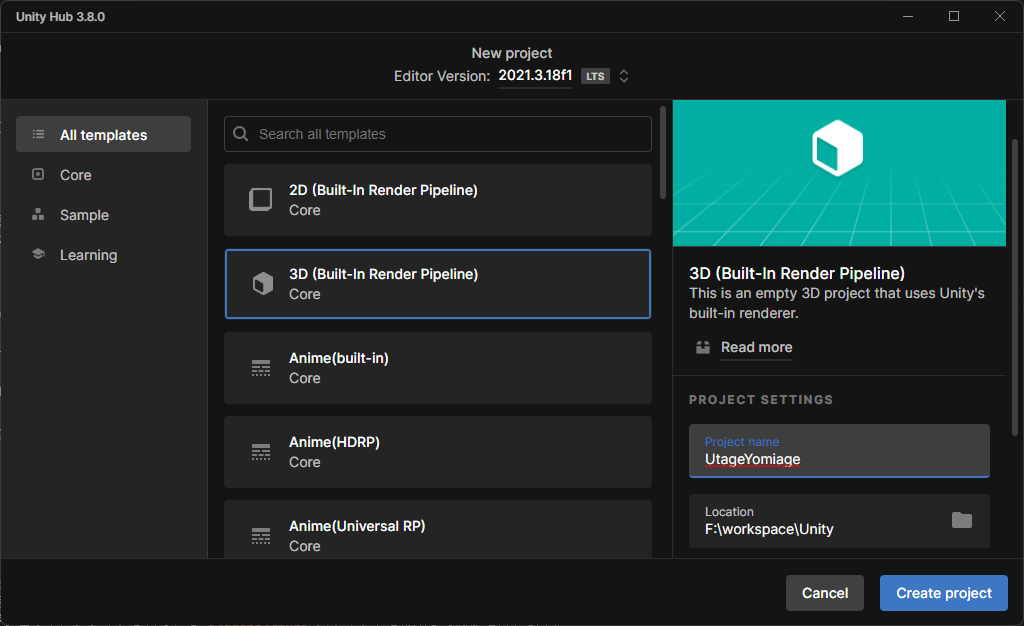 Unity Hub 3.8.0
New project
Editor Version: 2021.3.18f1 LTS
All templates
Core
Sample
Learning
Search all templates
2D (Built-In Render Pipeline)
Core
3D (Built-In Render Pipeline)
Core
Anime(built-in)
Core
Anime(HDRP)
Core
Anime(Universal RP)
Core
3D (Built-In Render Pipeline)
This is an empty 3D project that uses Unity's
built-in renderer.
Read more
PROJECT SETTINGS
Project name
UtageYomiage
Location
F:\workspace\Unity
Cancel
Create project